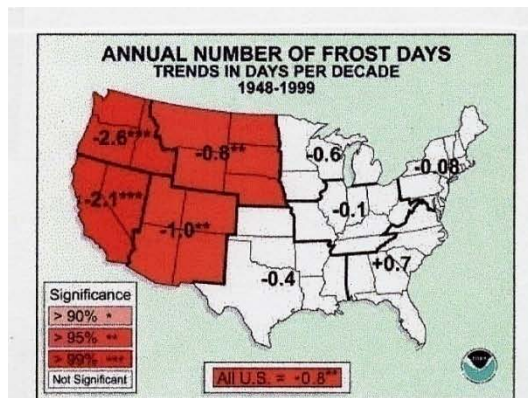 ANNUAL NUMBER OF FROST DAYS
TRENDS IN DAYS PER DECADE
1948-1999
-2.6***
-0.8**
-0.6
-0.08
-2.1***
-1.0**
-0.1
-0.4
+0.7
Significance
> 90% *
> 95% **
> 99% ***
Not Significant
All U.S. = -0.8**